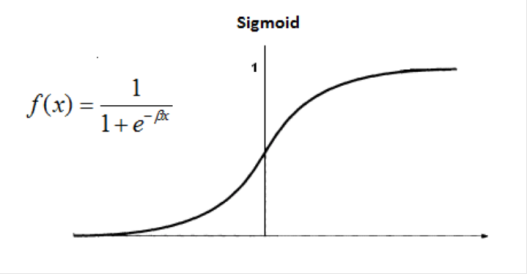 Sigmoid
1
f(x) = 1 / 1 + e^-βx